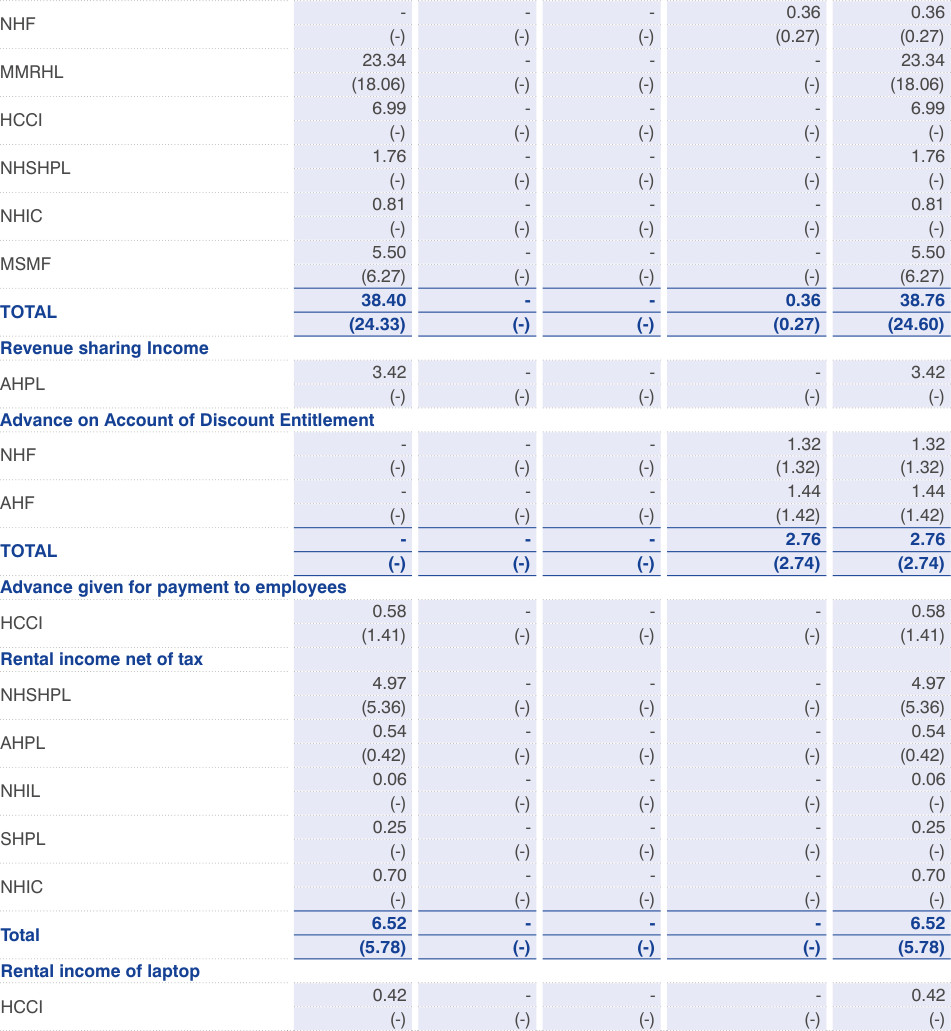 NHF - - - 0.36 0.36
(-) (-) (-) (0.27) (0.27)
MMRHL 23.34 - - - 23.34
(18.06) (-) (-) (-) (18.06)
HCCI 6.99 - - - 6.99
(-) (-) (-) (-) (-)
NHSHPL 1.76 - - - 1.76
(-) (-) (-) (-) (-)
NHIC 0.81 - - - 0.81
(-) (-) (-) (-) (-)
MSMF 5.50 - - - 5.50
(6.27) (-) (-) (-) (6.27)
TOTAL 38.40 - - 0.36 38.76
(24.33) (-) (-) (0.27) (24.60)
Revenue sharing Income
AHPL 3.42 - - - 3.42
(-) (-) (-) (-) (-)
Advance on Account of Discount Entitlement
NHF - - - 1.32 1.32
(-) (-) (-) (1.32) (1.32)
AHF - - - 1.44 1.44
(-) (-) (-) (1.42) (1.42)
TOTAL - - - 2.76 2.76
(-) (-) (-) (2.74) (2.74)
Advance given for payment to employees
HCCI 0.58 - - - 0.58
(1.41) (-) (-) (-) (1.41)
Rental income net of tax
NHSHPL 4.97 - - - 4.97
(5.36) (-) (-) (-) (5.36)
AHPL 0.54 - - - 0.54
(0.42) (-) (-) (-) (0.42)
NHIL 0.06 - - - 0.06
(-) (-) (-) (-) (-)
SHPL 0.25 - - - 0.25
(-) (-) (-) (-) (-)
NHIC 0.70 - - - 0.70
(-) (-) (-) (-) (-)
Total 6.52 - - - 6.52
(5.78) (-) (-) (-) (5.78)
Rental income of laptop
HCCI 0.42 - - - 0.42
(-) (-) (-) (-) (-)